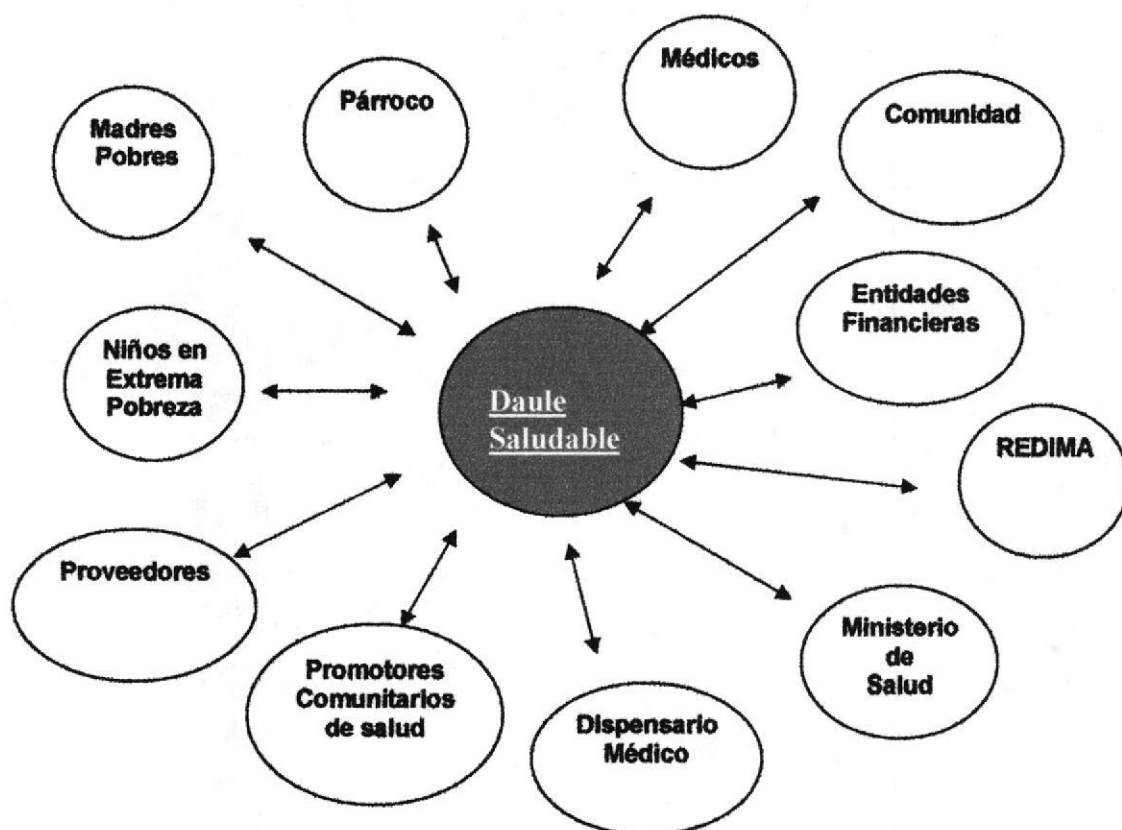 Médicos
Párroco
Comunidad
Madres
Pobres
Entidades
Financieras
Niños en
Extrema
Pobreza
Daule
Saludable
REDIMA
Proveedores
Ministerio
de
Salud
Promotores
Comunitarios
de salud
Dispensario
Médico